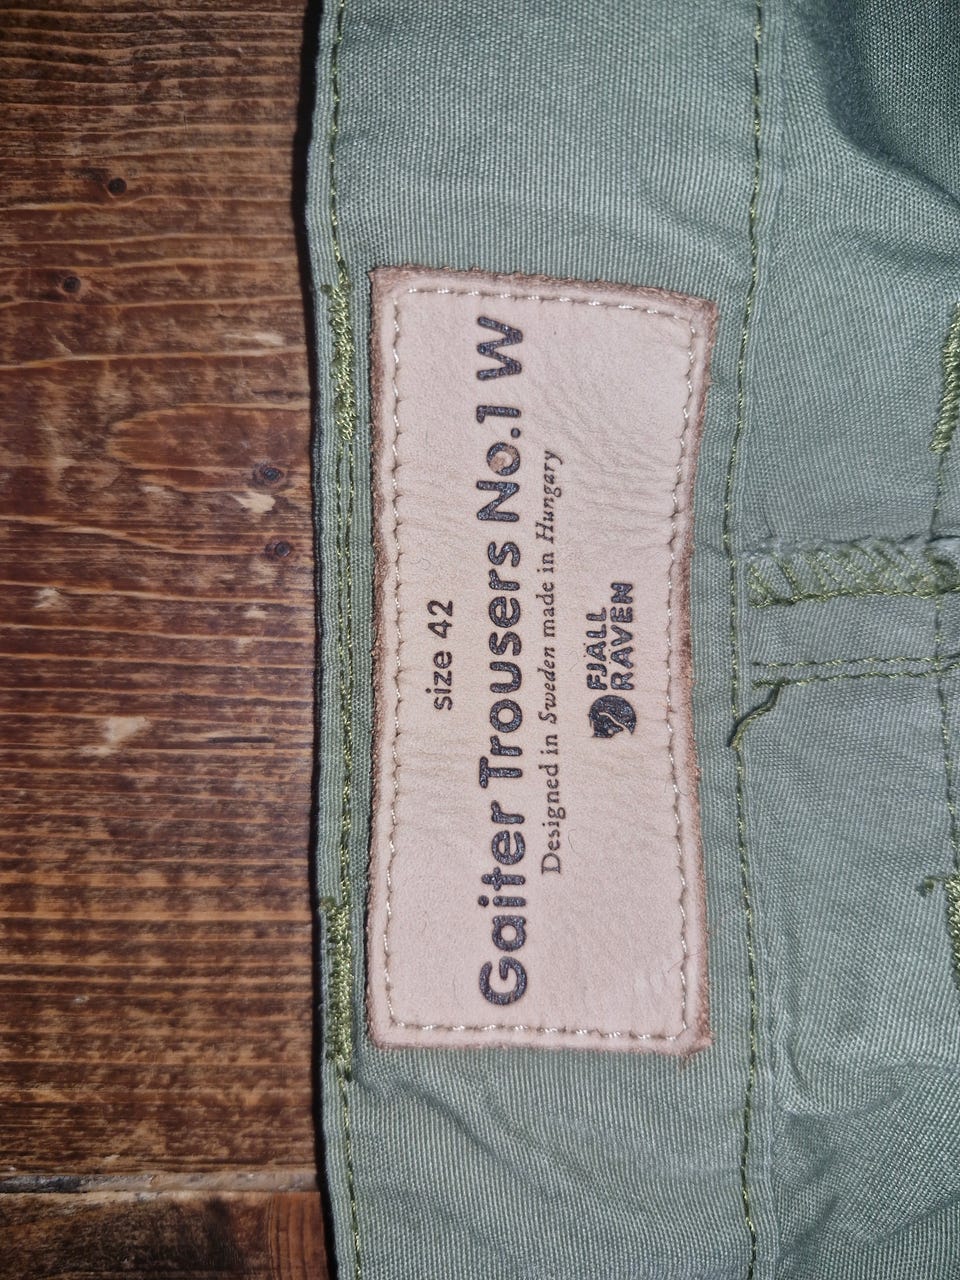 size 42
Gaiter Trousers No.1 W
Designed in Sweden made in Hungary
FJÄLL
RÄVEN